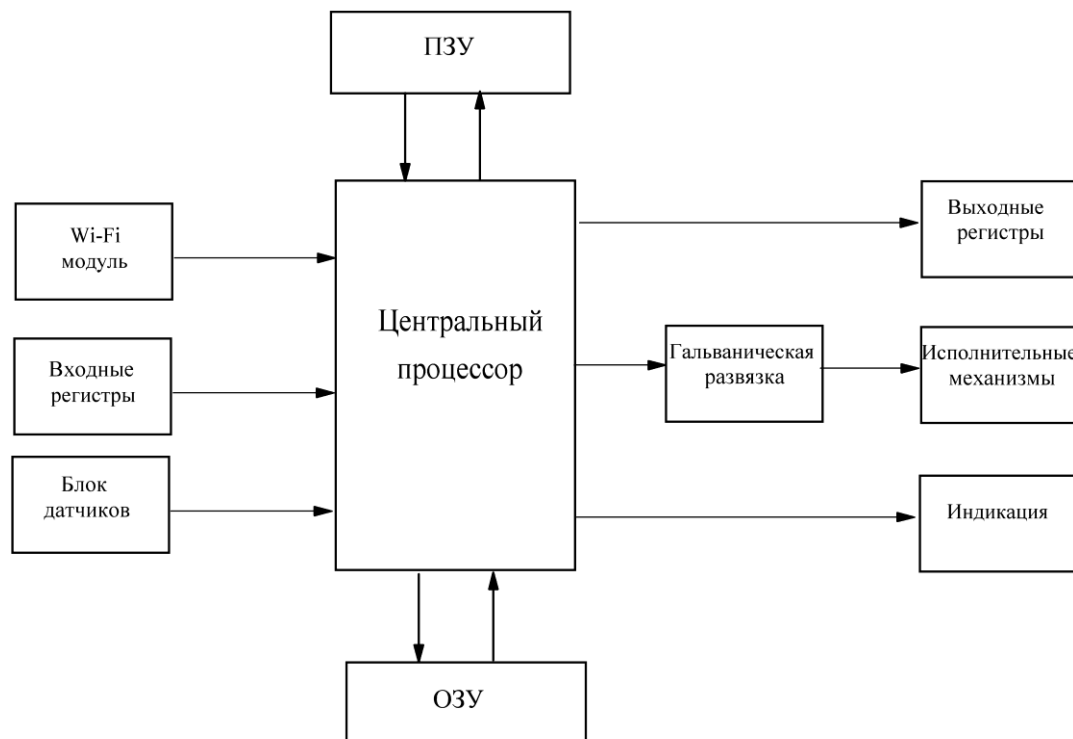 ПЗУ
Wi-Fi
модуль
Входные
регистры
Блок
датчиков
Центральный
процессор
Гальваническая
развязка
Выходные
регистры
Исполнительные
механизмы
Индикация
ОЗУ